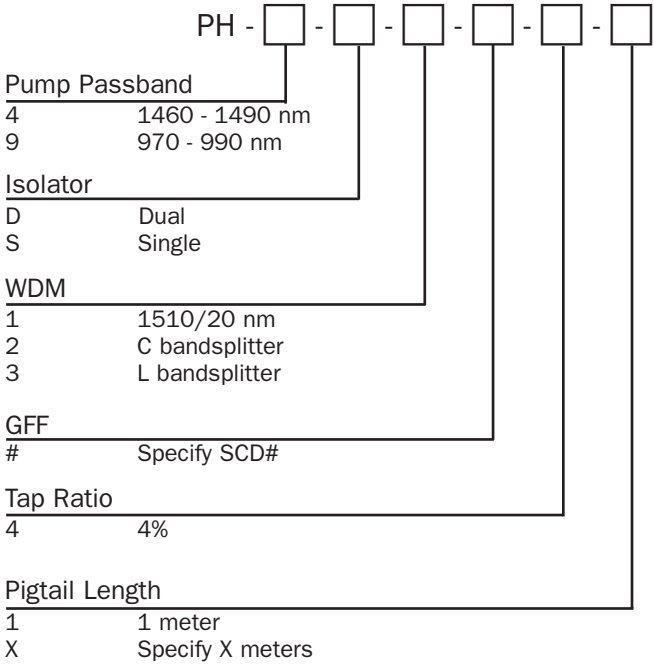 PH - - - - - -
Pump Passband
4 1460 - 1490 nm
9 970 - 990 nm
Isolator
D Dual
S Single
WDM
1 1510/20 nm
2 C bandsplitter
3 L bandsplitter
GFF
# Specify SCD#
Tap Ratio
4 4%
Pigtail Length
1 1 meter
X Specify X meters